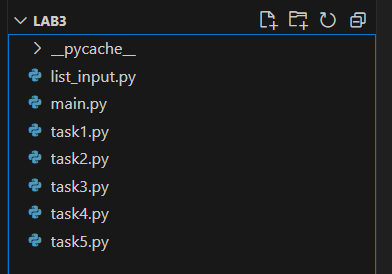 LAB3
__pycache__
list_input.py
main.py
task1.py
task2.py
task3.py
task4.py
task5.py